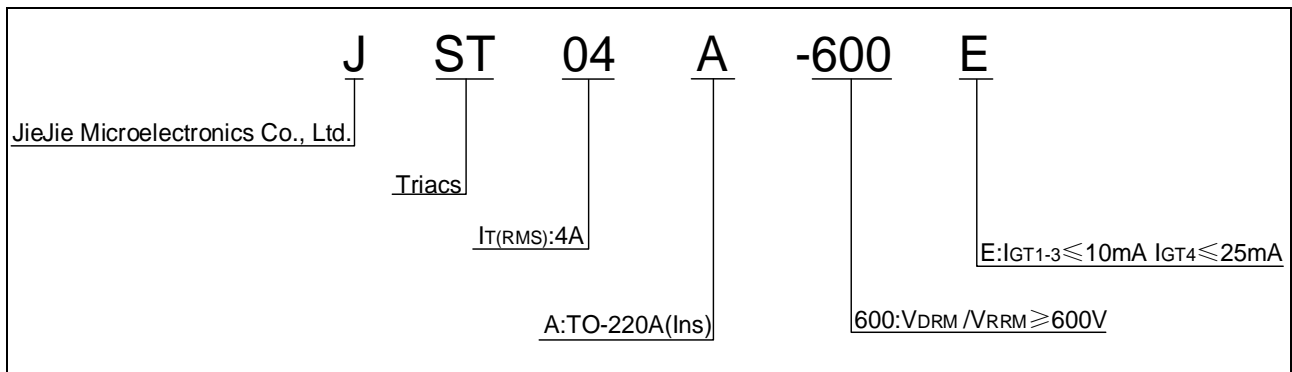 J ST 04 A -600 E
JieJie Microelectronics Co., Ltd.
Triacs
IT(RMS):4A
E:IGT1-3≤10mA IGT4≤25mA
A:TO-220A(Ins)
600:VDRM /VRRM≥600V